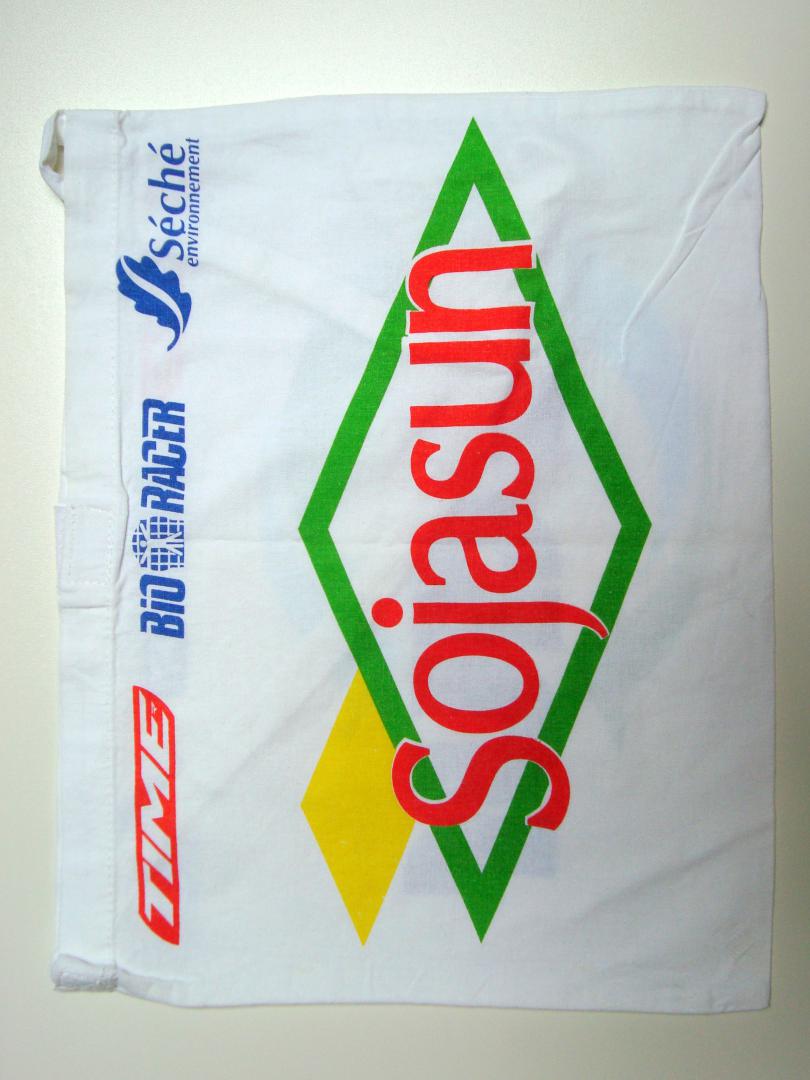 TIME
BIO RACER
Séché
environnement
Sojasun